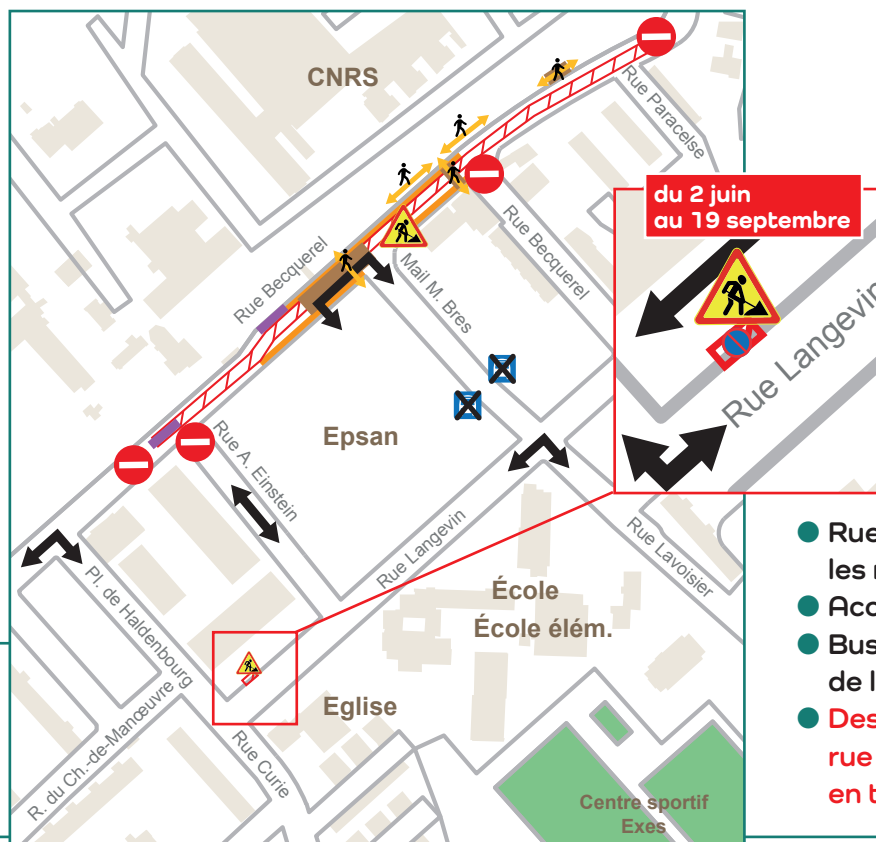 CNRS
Rue Paracelse
du 2 juin
au 19 septembre
Rue Becquerel
Rue Becquerel
Mail M. Bres
Rue Langevin
Epsan
Rue A. Einstein
Rue Langevin
Rue Lavoisier
Pl. de Haldenbourg
École
École élém.
Eglise
R. du Ch.-de-Manœuvre
Rue Curie
Centre sportif
Exes
● Rue
les
● Acc
● Bus
de l
● Des
rue
en t